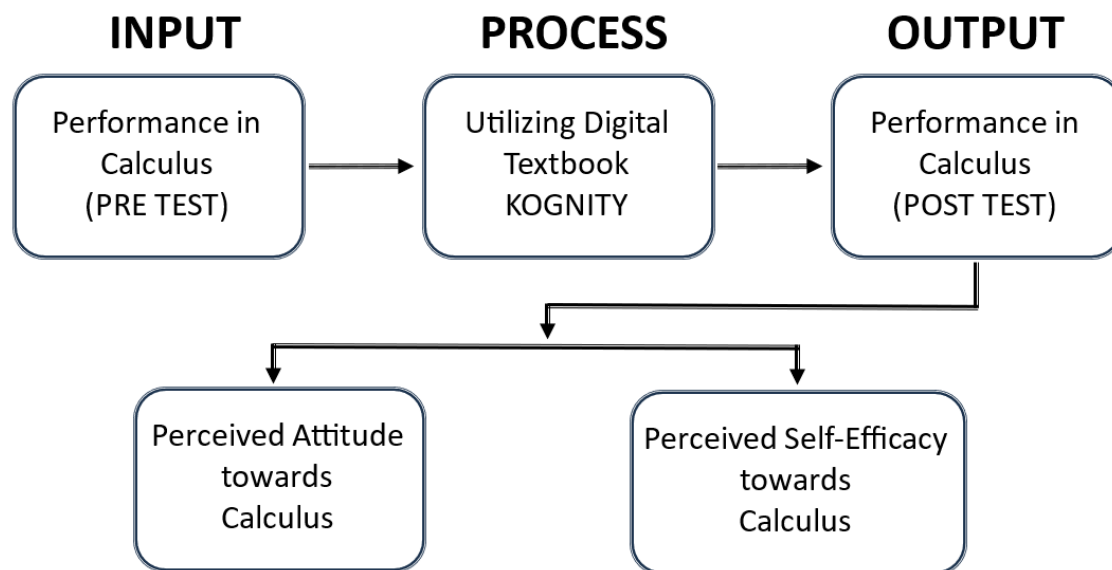 INPUT
PROCESS
OUTPUT
Performance in
Calculus
(PRE TEST)
Utilizing Digital
Textbook
KOGNITY
Performance in
Calculus
(POST TEST)
Perceived Attitude
towards
Calculus
Perceived Self-Efficacy
towards
Calculus